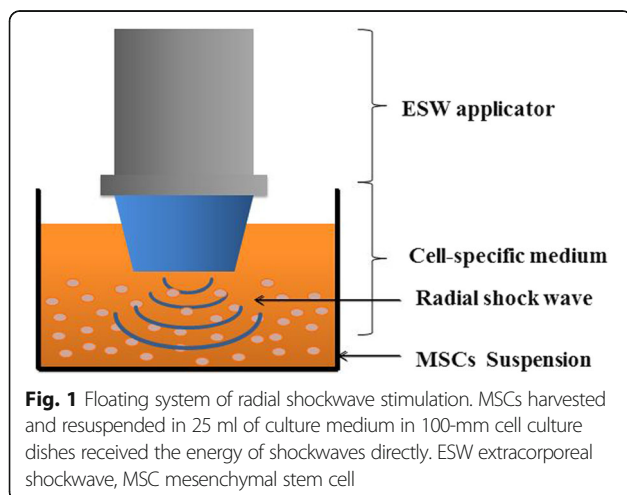 ESW applicator
Cell-specific medium
Radial shock wave
MSCs Suspension
Fig. 1 Floating system of radial shockwave stimulation. MSCs harvested
and resuspended in 25 ml of culture medium in 100-mm cell culture
dishes received the energy of shockwaves directly. ESW extracorporeal
shockwave, MSC mesenchymal stem cell